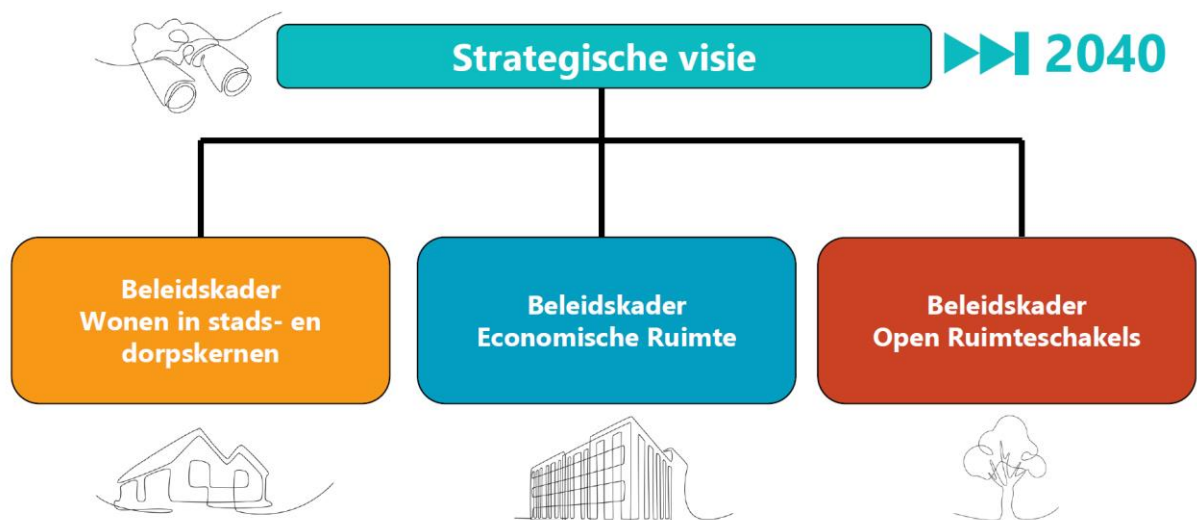 Strategische visie
2040
Beleidskader
Wonen in stads- en
dorpskernen
Beleidskader
Economische Ruimte
Beleidskader
Open Ruimteschakels